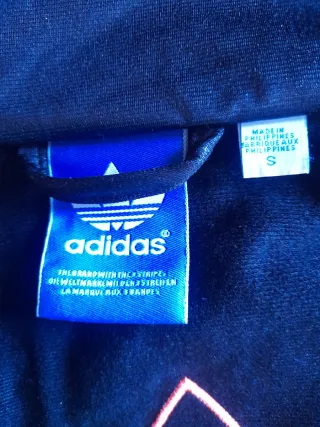 MADE IN
PHILIPPINES
FABRIQUE AUX
PHILIPPINES
S
adidas
THE BRAND WITH THE 3 STRIPES
DIE WELTMARKE MIT DEN 3 STREIFEN
LA MARQUE AUX 3 BANDES